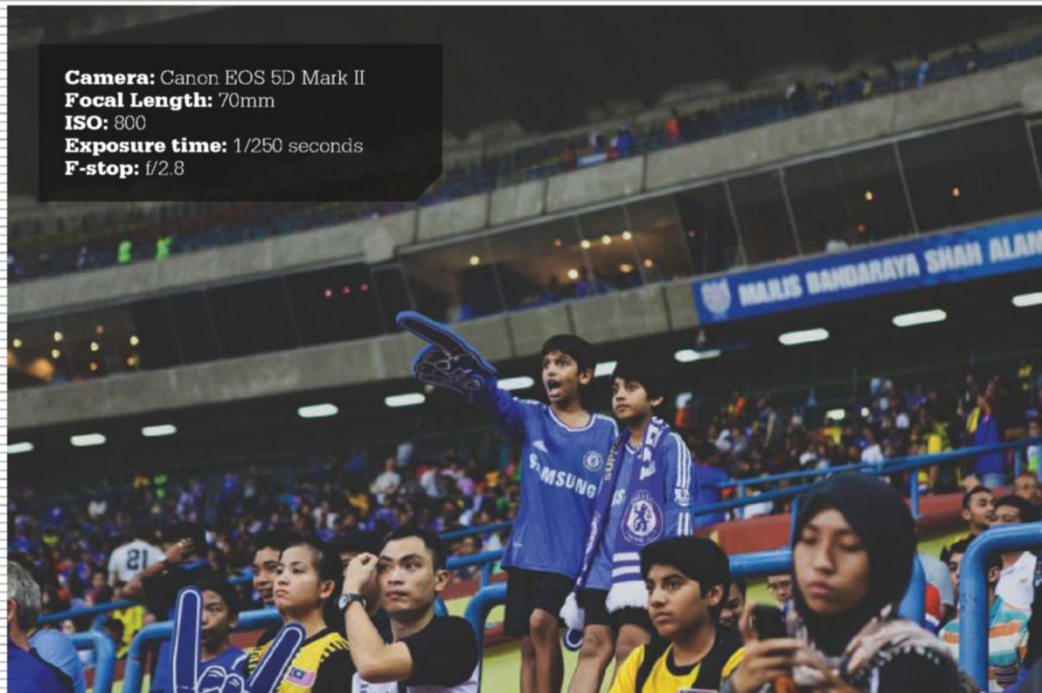 Camera: Canon EOS 5D Mark II
Focal Length: 70mm
ISO: 800
Exposure time: 1/250 seconds
F-stop: f/2.8
MAJLIS BANDARAYA SHAH ALAM
SAMSUNG
21